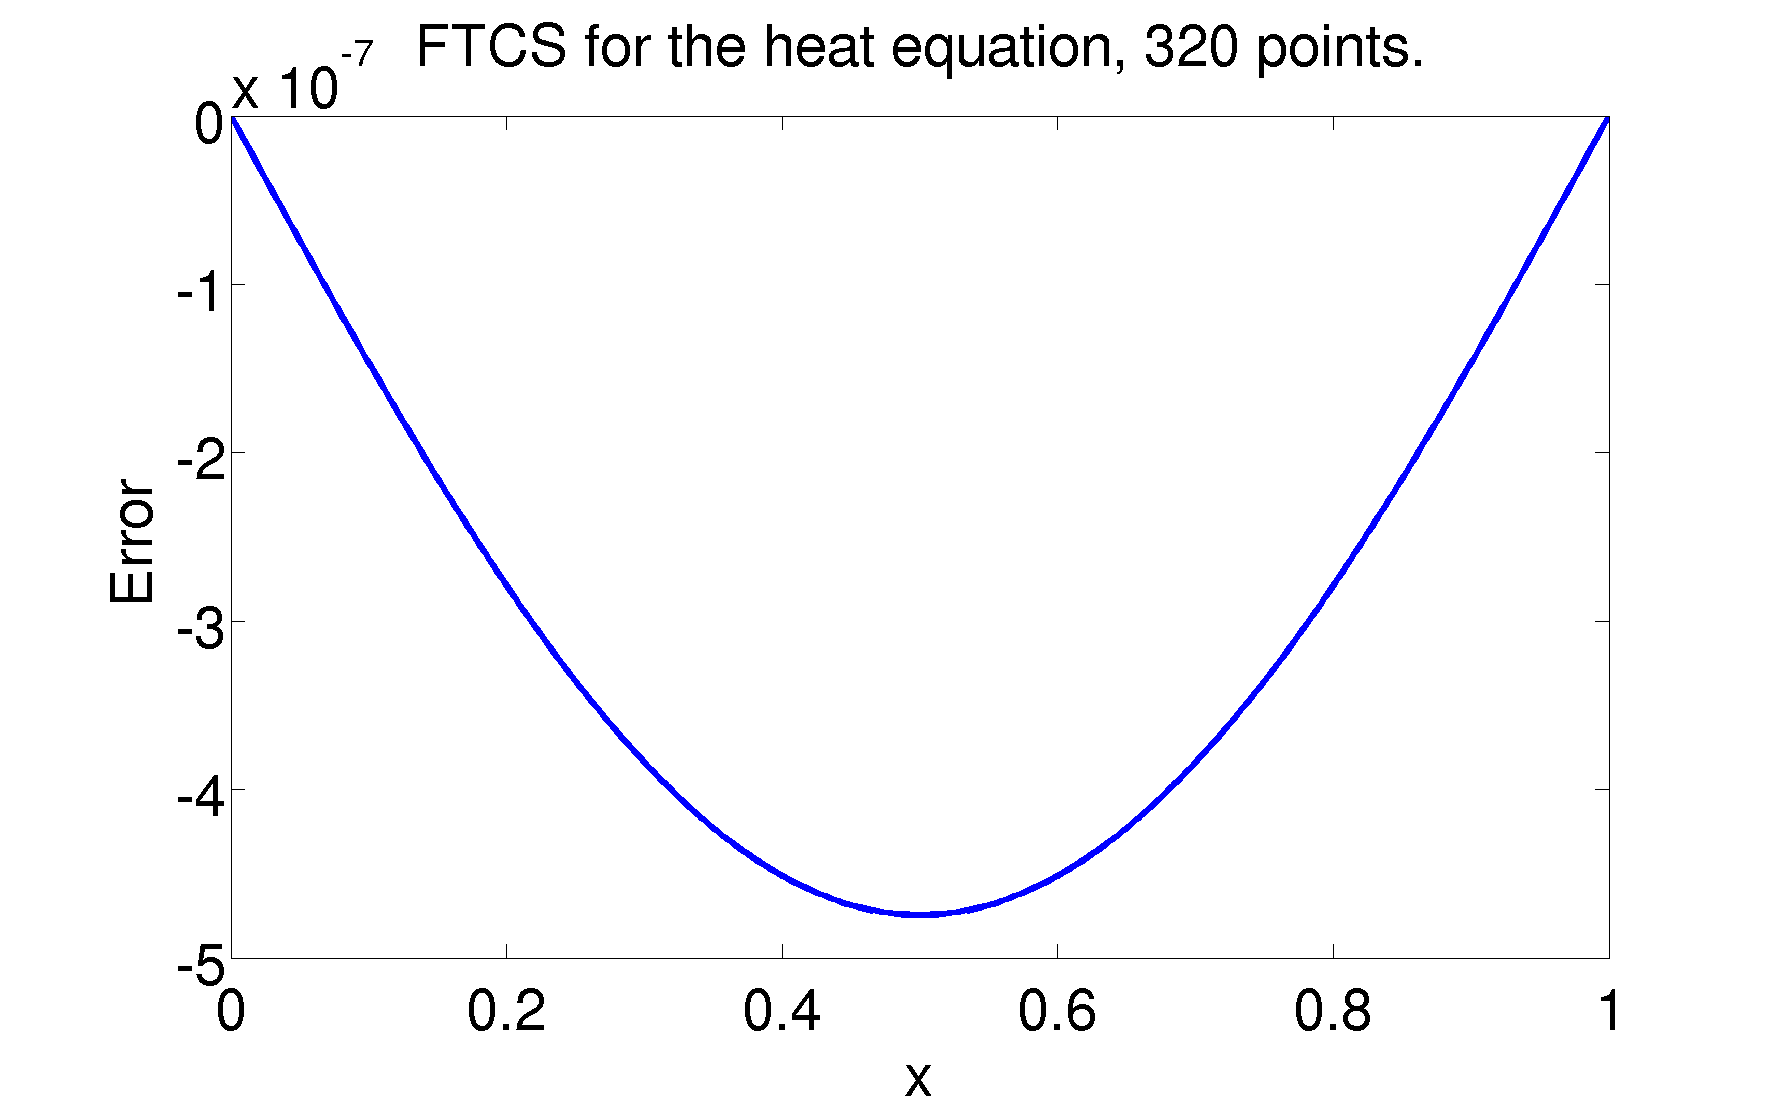 FTCS for the heat equation, 320 points.
x 10-7
0
-1
-2
-3
-4
-5
Error
0 0.2 0.4 0.6 0.8 1
x